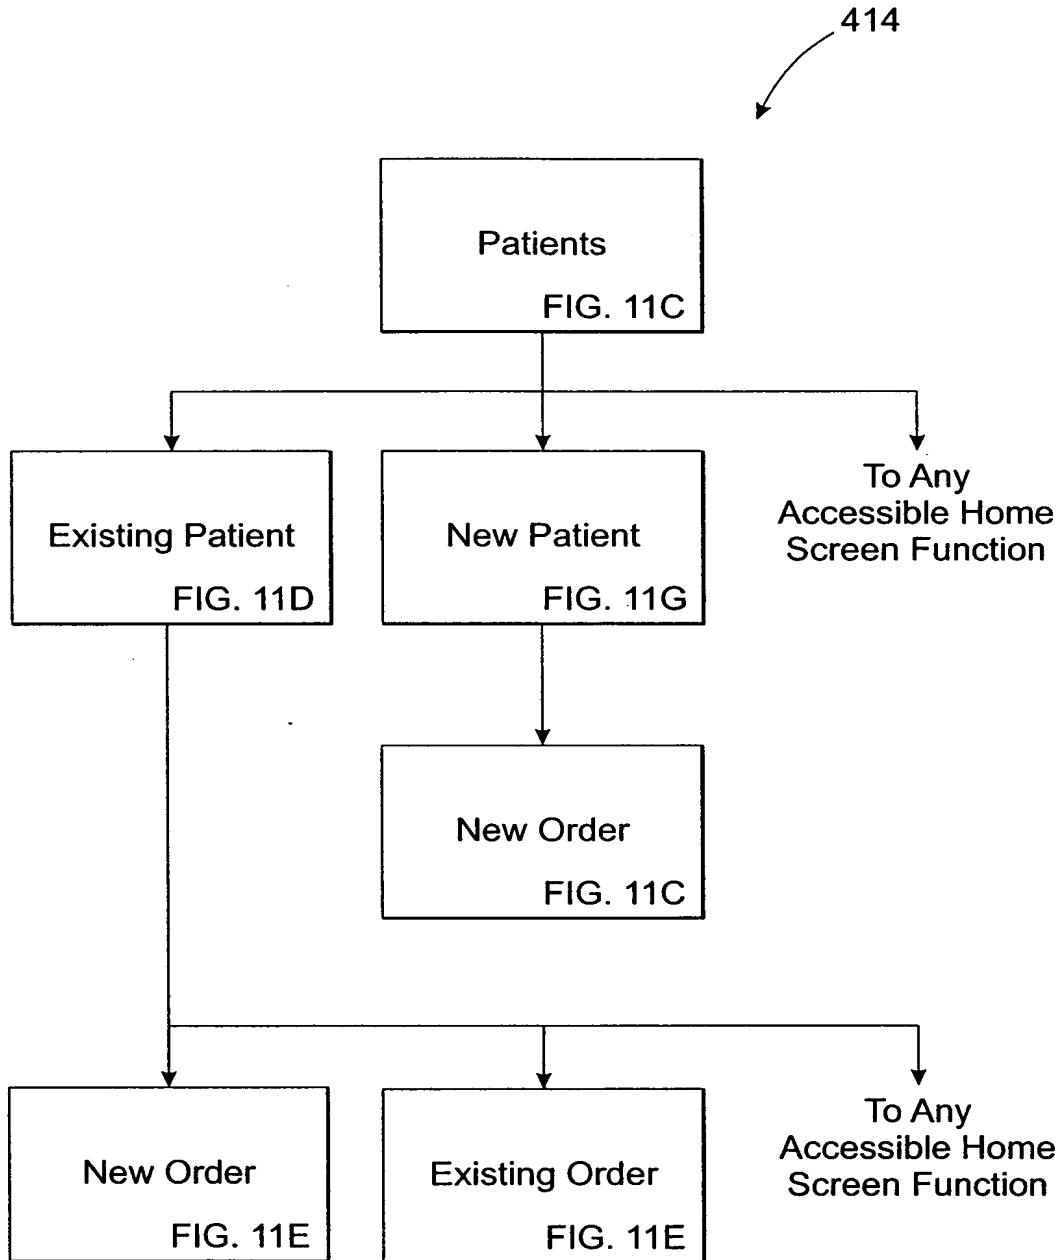 414
Patients
FIG. 11C
Existing Patient
FIG. 11D
New Patient
FIG. 11G
To Any
Accessible Home
Screen Function
New Order
FIG. 11C
New Order
FIG. 11E
Existing Order
FIG. 11E
To Any
Accessible Home
Screen Function